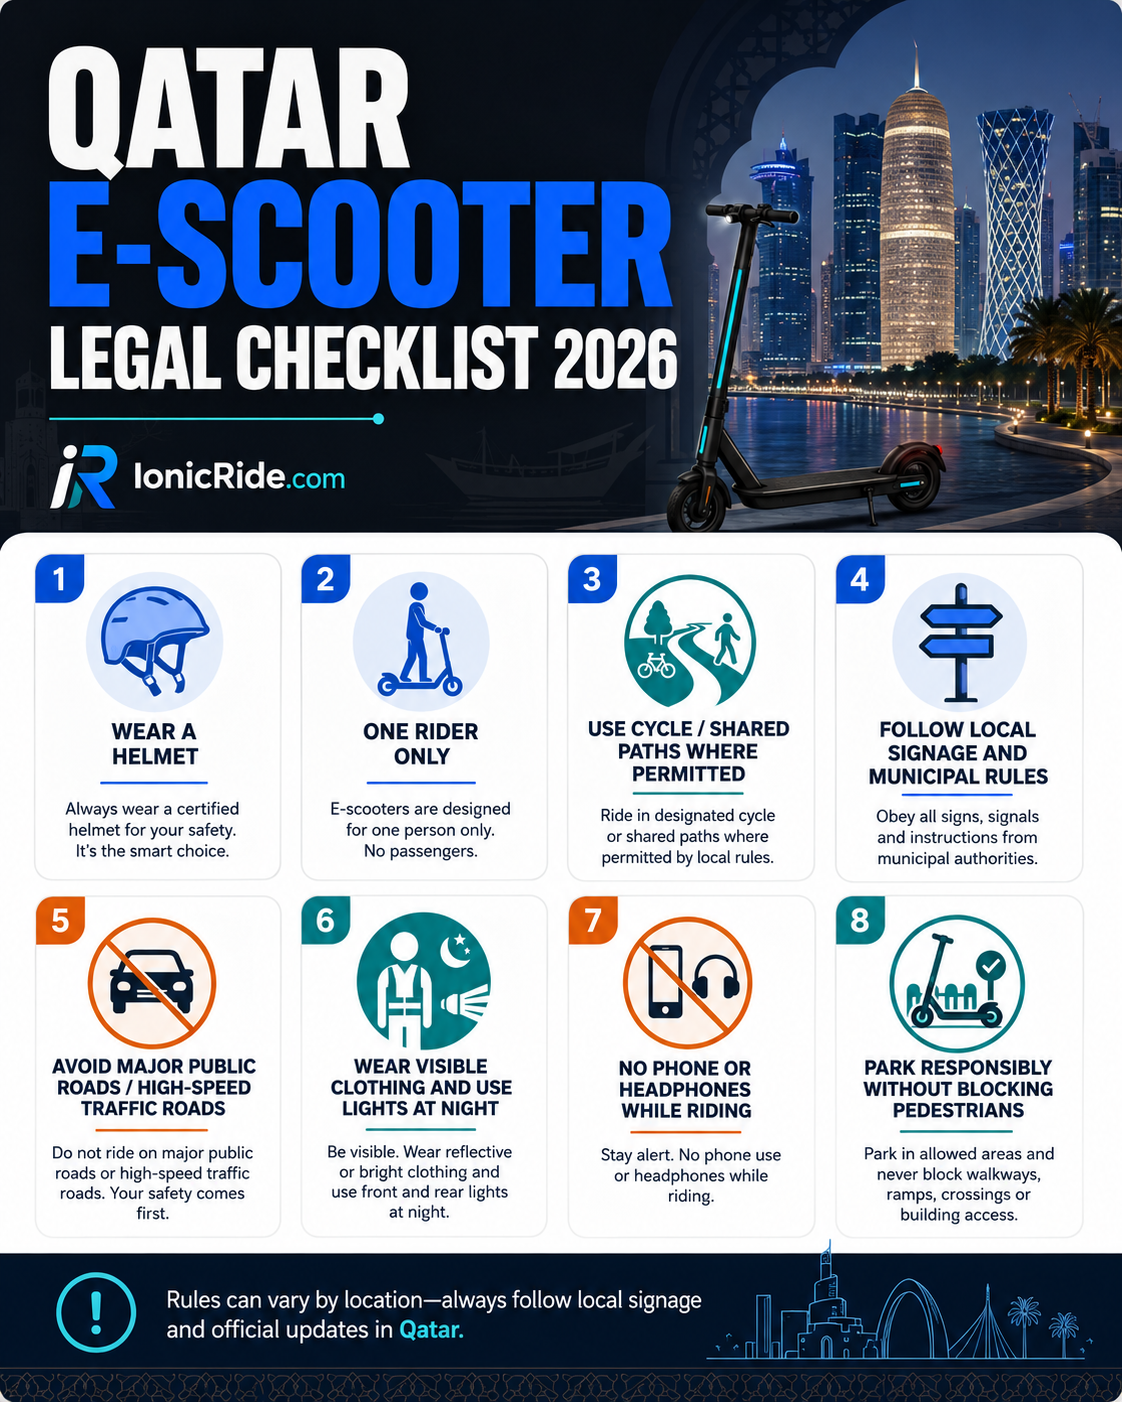 QATAR
E-SCOOTER
LEGAL CHECKLIST 2026
iR IonicRide.com
1
WEAR A
HELMET
Always wear a certified
helmet for your safety.
It's the smart choice.
2
ONE RIDER
ONLY
E-scooters are designed
for one person only.
No passengers.
3
USE CYCLE / SHARED
PATHS WHERE
PERMITTED
Ride in designated cycle
or shared paths where
permitted by local rules.
4
FOLLOW LOCAL
SIGNAGE AND
MUNICIPAL RULES
Obey all signs, signals
and instructions from
municipal authorities.
5
AVOID MAJOR PUBLIC
ROADS / HIGH-SPEED
TRAFFIC ROADS
Do not ride on major public
roads or high-speed traffic
roads. Your safety comes
first.
6
WEAR VISIBLE
CLOTHING AND USE
LIGHTS AT NIGHT
Be visible. Wear reflective
or bright clothing and
use front and rear lights
at night.
7
NO PHONE OR
HEADPHONES
WHILE RIDING
Stay alert. No phone use
or headphones while
riding.
8
PARK RESPONSIBLY
WITHOUT BLOCKING
PEDESTRIANS
Park in allowed areas and
never block walkways,
ramps, crossings or
building access.
Rules can vary by location—always follow local signage
and official updates in Qatar.